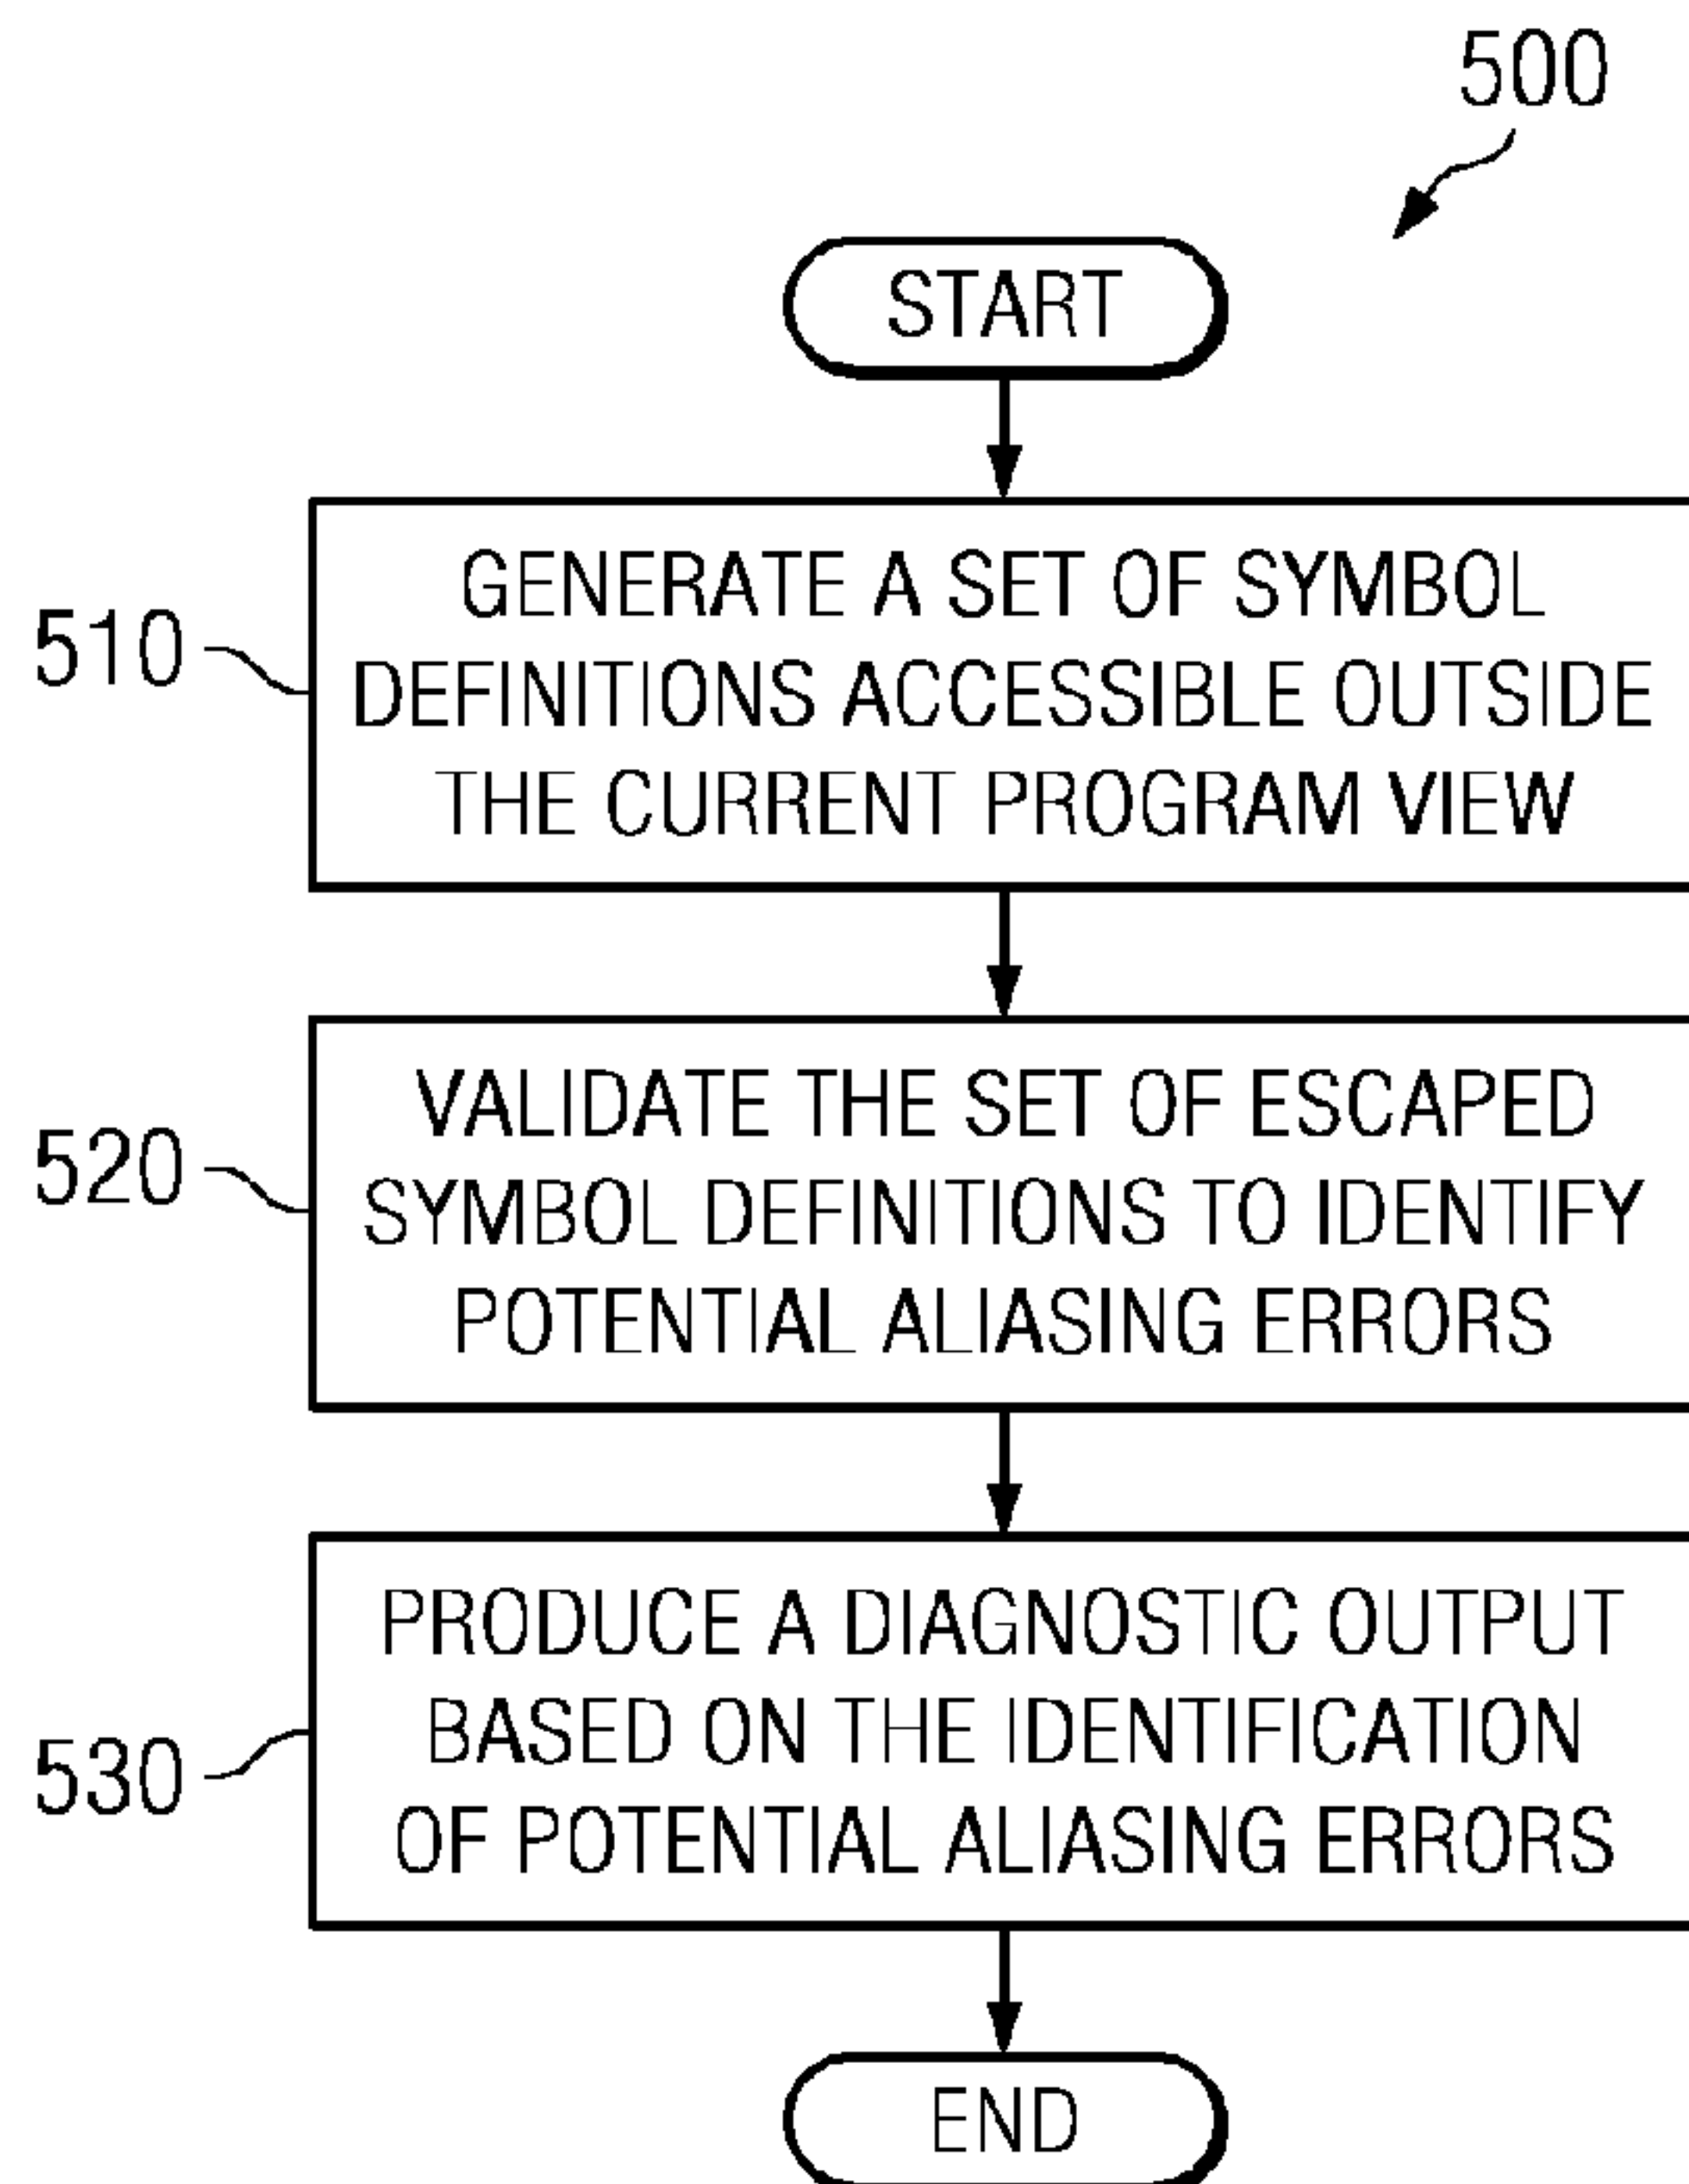 500
START
510
GENERATE A SET OF SYMBOL
DEFINITIONS ACCESSIBLE OUTSIDE
THE CURRENT PROGRAM VIEW
520
VALIDATE THE SET OF ESCAPED
SYMBOL DEFINITIONS TO IDENTIFY
POTENTIAL ALIASING ERRORS
530
PRODUCE A DIAGNOSTIC OUTPUT
BASED ON THE IDENTIFICATION
OF POTENTIAL ALIASING ERRORS
END